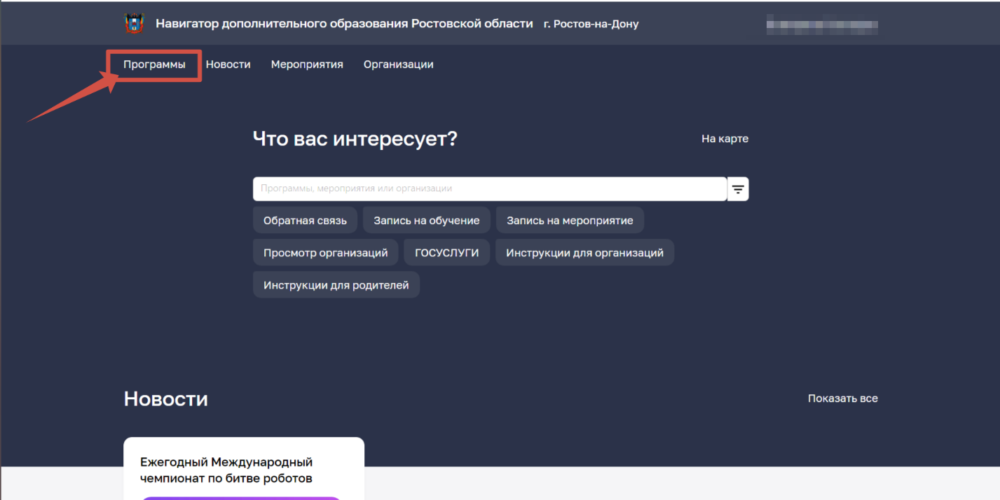 Навигатор дополнительного образования Ростовской области г. Ростов-на-Дону
Программы Новости Мероприятия Организации
Что вас интересует? На карте
Программы, мероприятия или организации
Обратная связь Запись на обучение Запись на мероприятие
Просмотр организаций ГОСУСЛУГИ Инструкции для организаций
Инструкции для родителей
Новости Показать все
Ежегодный Международный
чемпионат по битве роботов